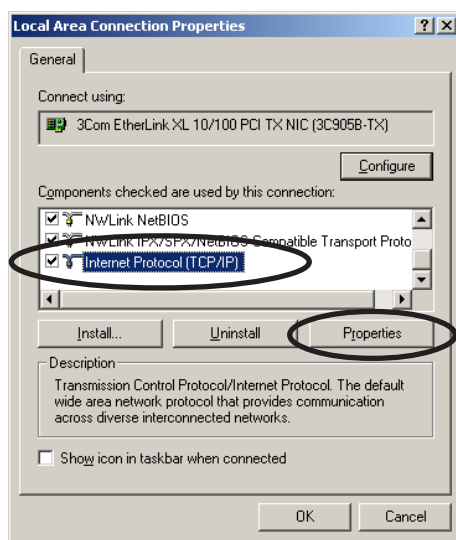 Local Area Connection Properties
General
Connect using:
3Com EtherLink XL 10/100 PCI TX NIC (3C905B-TX)
Configure
Components checked are used by this connection:
NWLink NetBIOS
NWLink IPX/SPX/NetBIOS Compatible Transport Proto
Internet Protocol (TCP/IP)
Install... Uninstall Properties
Description
Transmission Control Protocol/Internet Protocol. The default
wide area network protocol that provides communication
across diverse interconnected networks.
Show icon in taskbar when connected
OK Cancel